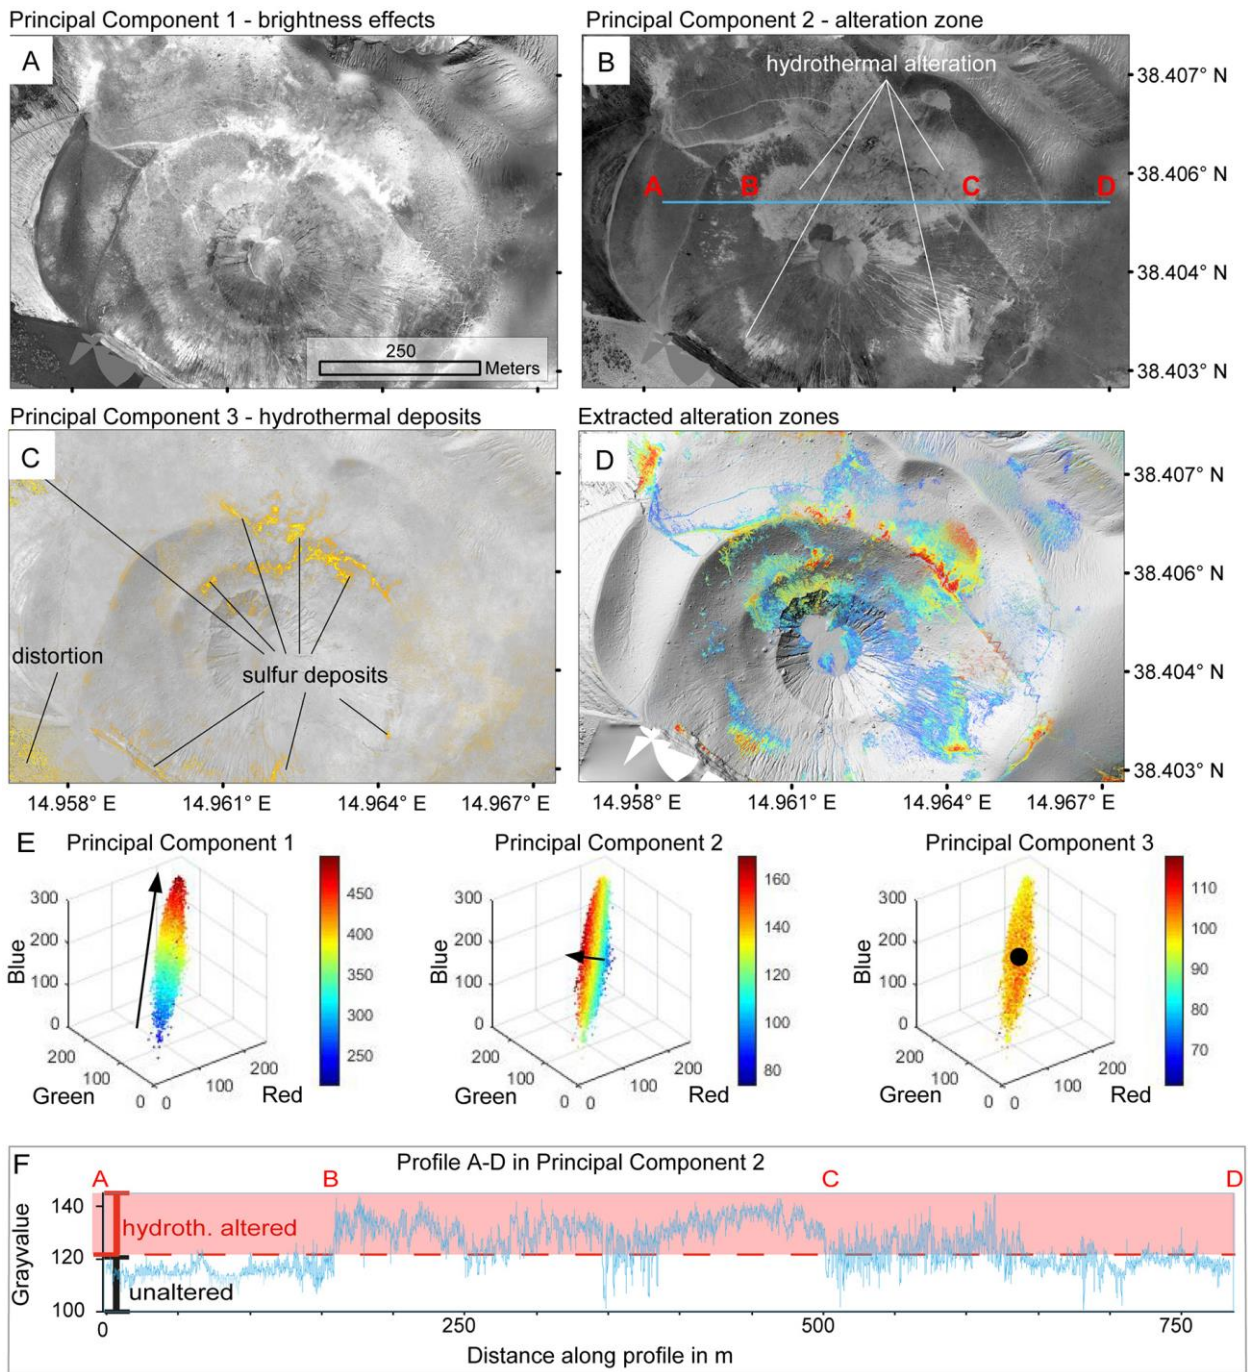 Principal Component 1 - brightness effects
Principal Component 2 - alteration zone
A
B
hydrothermal alteration
38.407° N
38.406° N
38.404° N
38.403° N
A
B
C
D
250
Meters
Principal Component 3 - hydrothermal deposits
Extracted alteration zones
C
D
distortion
sulfur deposits
38.407° N
38.406° N
38.404° N
38.403° N
14.958° E
14.961° E
14.964° E
14.967° E
14.958° E
14.961° E
14.964° E
14.967° E
E
Principal Component 1
300
200
100
0
Blue
200
100
0
Green
0
100
200
Red
450
400
350
300
250
Principal Component 2
300
200
100
0
Blue
200
100
0
Green
0
100
200
Red
160
140
120
100
80
Principal Component 3
300
200
100
0
Blue
200
100
0
Green
0
100
200
Red
110
100
90
80
70
F
Profile A-D in Principal Component 2
A
B
C
D
140
130
120
100
Grayvalue
hydroth. altered
unaltered
0
250
500
750
Distance along profile in m